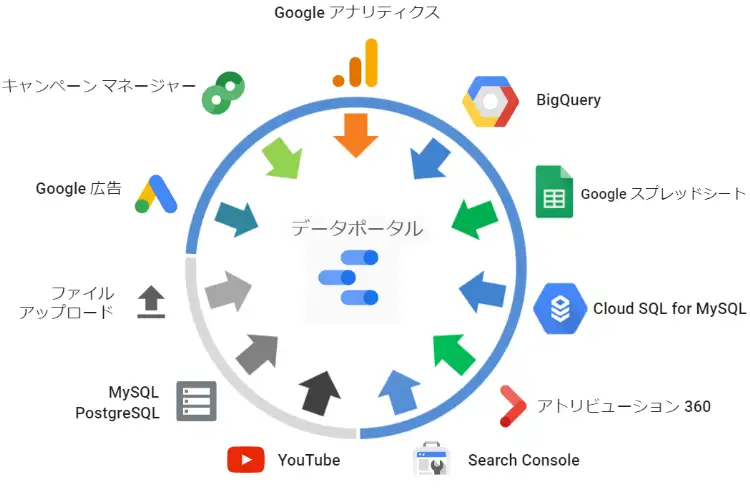 Google アナリティクス
キャンペーン マネージャー
BigQuery
Google 広告
Google スプレッドシート
データポータル
ファイル
アップロード
Cloud SQL for MySQL
MySQL
PostgreSQL
アトリビューション 360
YouTube
Search Console